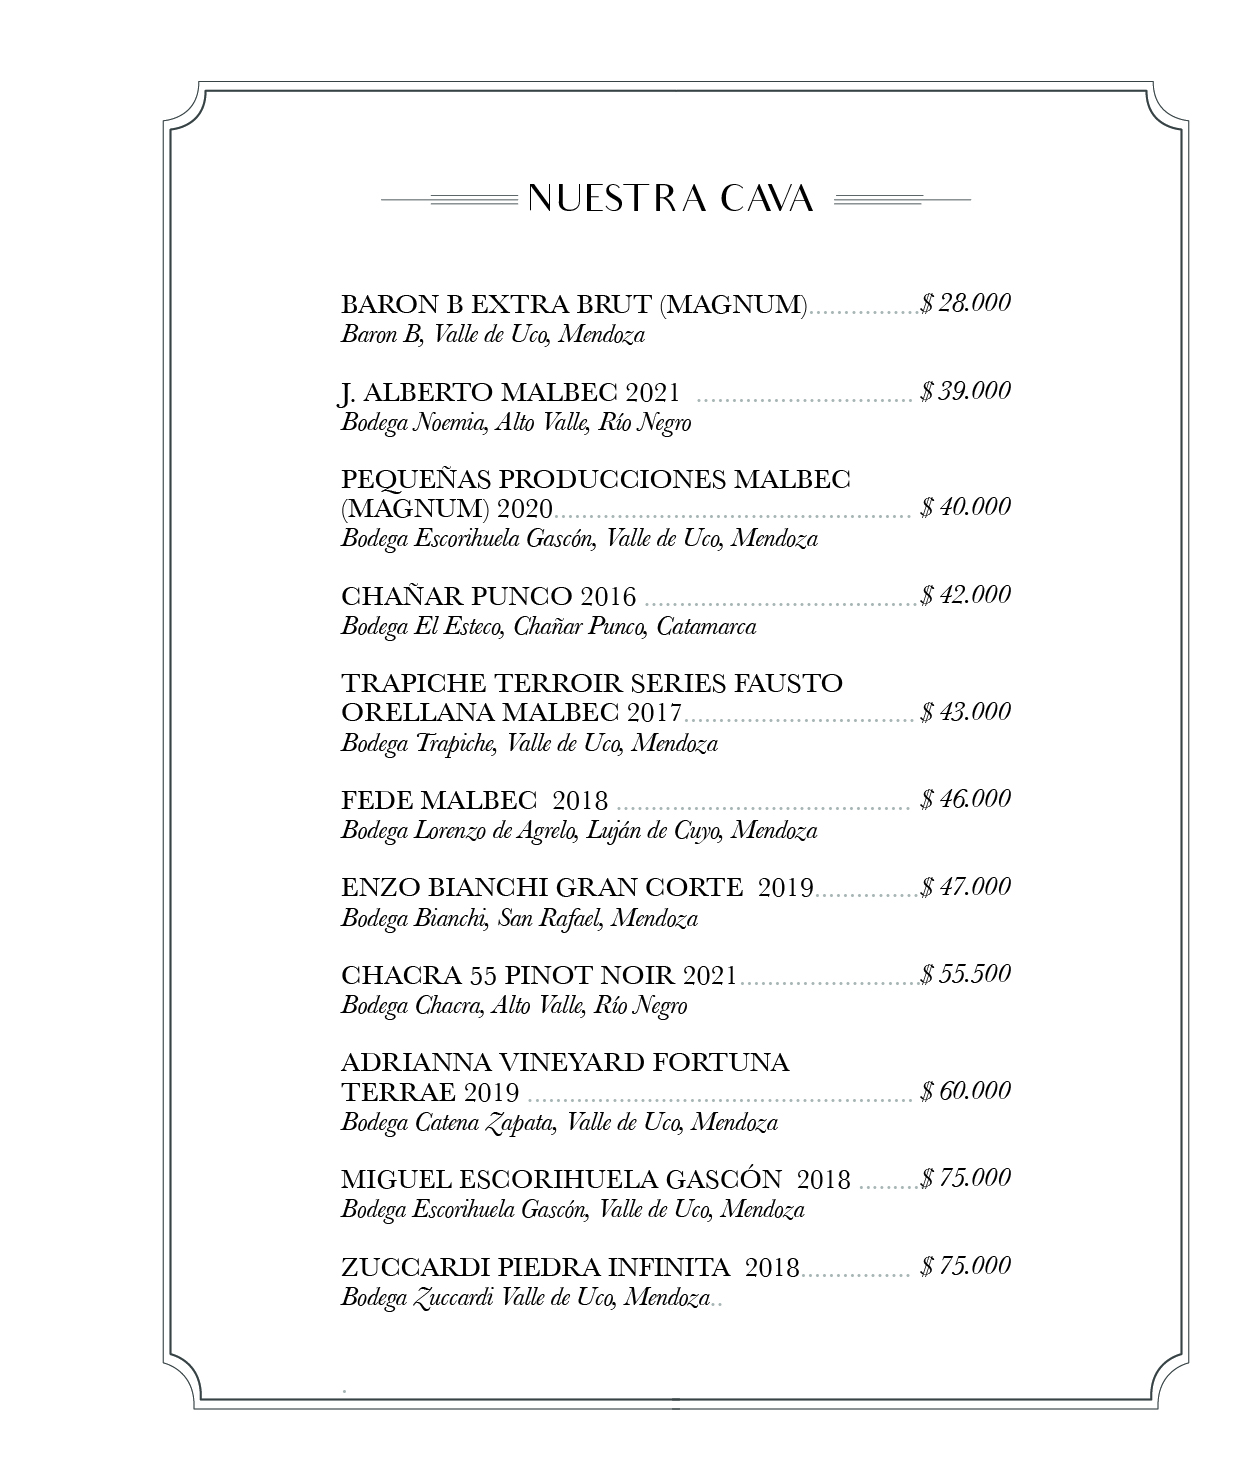 NUESTRA CAVA
BARON B EXTRA BRUT (MAGNUM)................$ 28.000
Baron B, Valle de Uco, Mendoza
J. ALBERTO MALBEC 2021 ............................... $ 39.000
Bodega Noemia, Alto Valle, Río Negro
PEQUEÑAS PRODUCCIONES MALBEC
(MAGNUM) 2020................................................... $ 40.000
Bodega Escorihuela Gascón, Valle de Uco, Mendoza
CHAÑAR PUNCO 2016 .......................................$ 42.000
Bodega El Esteco, Chañar Punco, Catamarca
TRAPICHE TERROIR SERIES FAUSTO
ORELLANA MALBEC 2017................................. $ 43.000
Bodega Trapiche, Valle de Uco, Mendoza
FEDE MALBEC 2018 .......................................... $ 46.000
Bodega Lorenzo de Agrelo, Luján de Cuyo, Mendoza
ENZO BIANCHI GRAN CORTE 2019...............$ 47.000
Bodega Bianchi, San Rafael, Mendoza
CHACRA 55 PINOT NOIR 2021..........................$ 55.500
Bodega Chacra, Alto Valle, Río Negro
ADRIANNA VINEYARD FORTUNA
TERRAE 2019 ....................................................... $ 60.000
Bodega Catena Zapata, Valle de Uco, Mendoza
MIGUEL ESCORIHUELA GASCÓN 2018 .........$ 75.000
Bodega Escorihuela Gascón, Valle de Uco, Mendoza
ZUCCARDI PIEDRA INFINITA 2018................ $ 75.000
Bodega Zuccardi Valle de Uco, Mendoza..
.